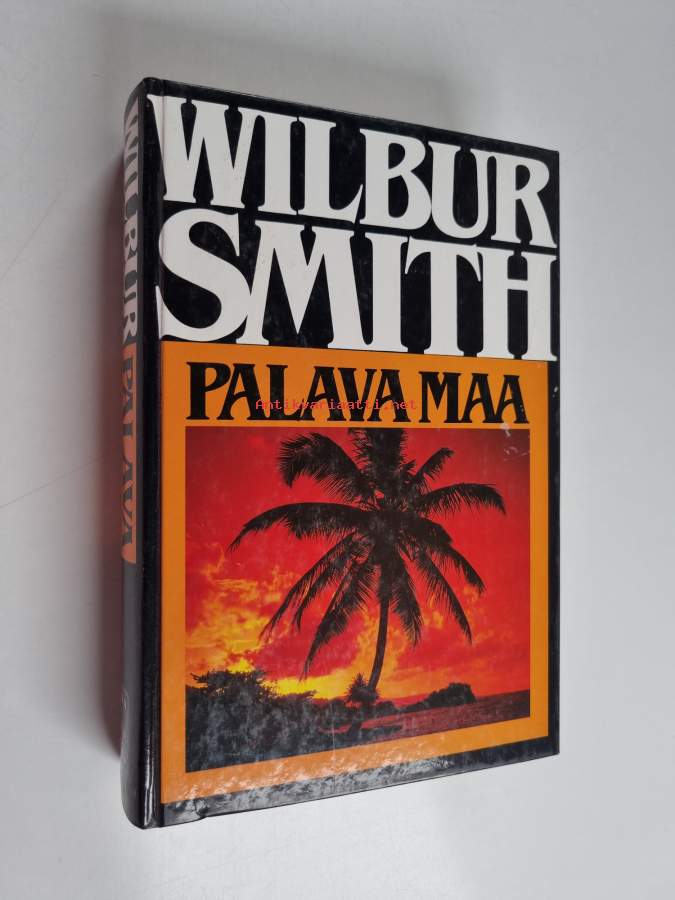 WILBUR
SMITH
PALAVA MAA
Antikvariaatti.net
WILBUR PALAVA